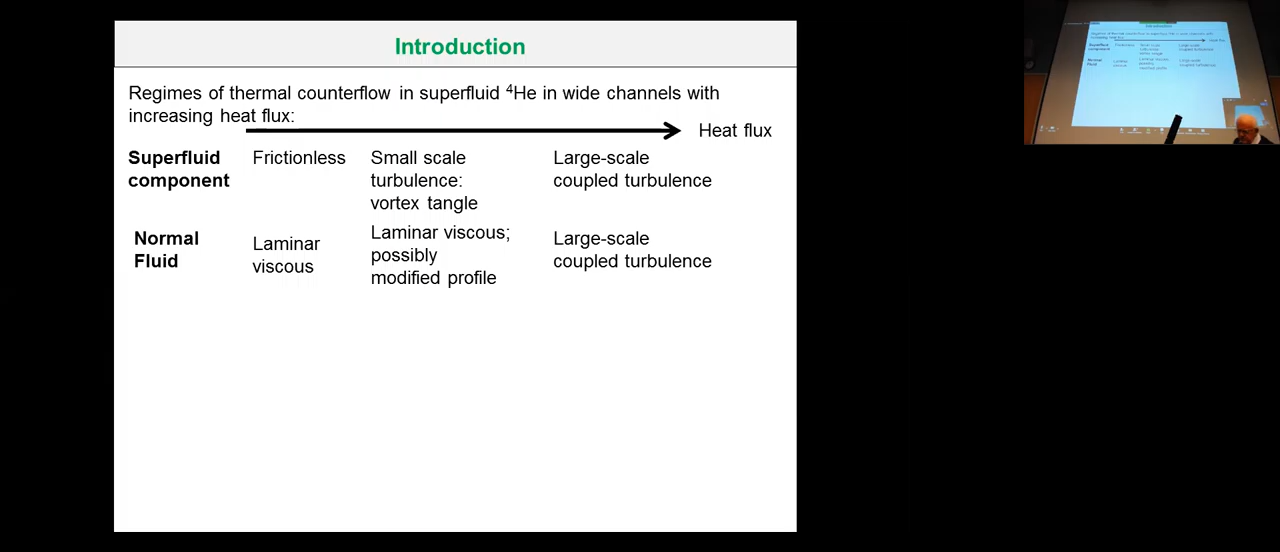 Introduction
Regimes of thermal counterflow in superfluid ⁴He in wide channels with
increasing heat flux:
Heat flux
Superfluid component
Frictionless
Small scale turbulence: vortex tangle
Large-scale coupled turbulence
Normal Fluid
Laminar viscous
Laminar viscous; possibly modified profile
Large-scale coupled turbulence